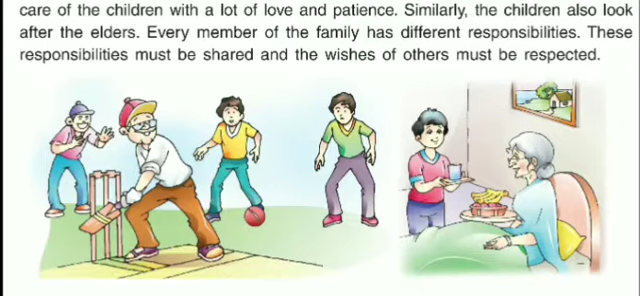 care of the children with a lot of love and patience. Similarly, the children also look
after the elders. Every member of the family has different responsibilities. These
responsibilities must be shared and the wishes of others must be respected.